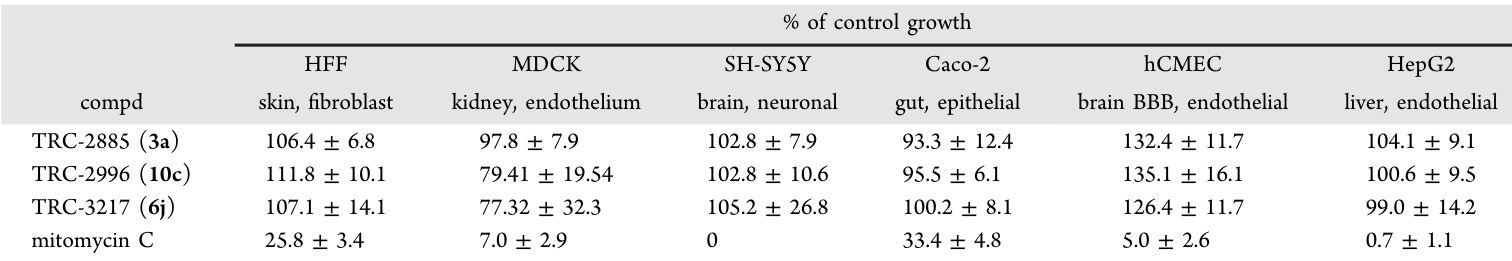 % of control growth
HFF MDCK SH-SY5Y Caco-2 hCMEC HepG2
compd skin, fibroblast kidney, endothelium brain, neuronal gut, epithelial brain BBB, endothelial liver, endothelial
TRC-2885 (3a) 106.4 ± 6.8 97.8 ± 7.9 102.8 ± 7.9 93.3 ± 12.4 132.4 ± 11.7 104.1 ± 9.1
TRC-2996 (10c) 111.8 ± 10.1 79.41 ± 19.54 102.8 ± 10.6 95.5 ± 6.1 135.1 ± 16.1 100.6 ± 9.5
TRC-3217 (6j) 107.1 ± 14.1 77.32 ± 32.3 105.2 ± 26.8 100.2 ± 8.1 126.4 ± 11.7 99.0 ± 14.2
mitomycin C 25.8 ± 3.4 7.0 ± 2.9 0 33.4 ± 4.8 5.0 ± 2.6 0.7 ± 1.1